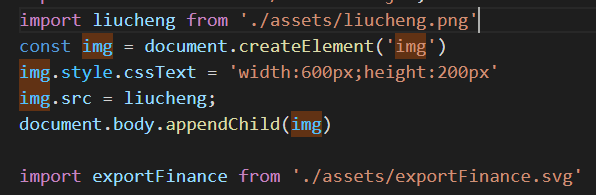 import liucheng from './assets/liucheng.png'
const img = document.createElement('img')
img.style.cssText = 'width:600px;height:200px'
img.src = liucheng;
document.body.appendChild(img)
import exportFinance from './assets/exportFinance.svg'